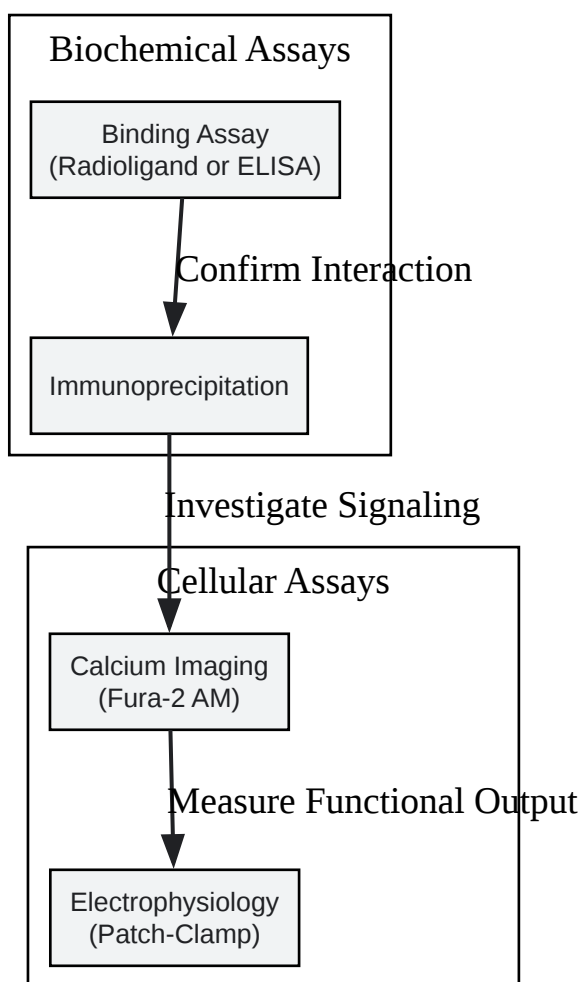 Biochemical Assays
Binding Assay
(Radioligand or ELISA)
Confirm Interaction
Immunoprecipitation
Investigate Signaling
Cellular Assays
Calcium Imaging
(Fura-2 AM)
Measure Functional Output
Electrophysiology
(Patch-Clamp)